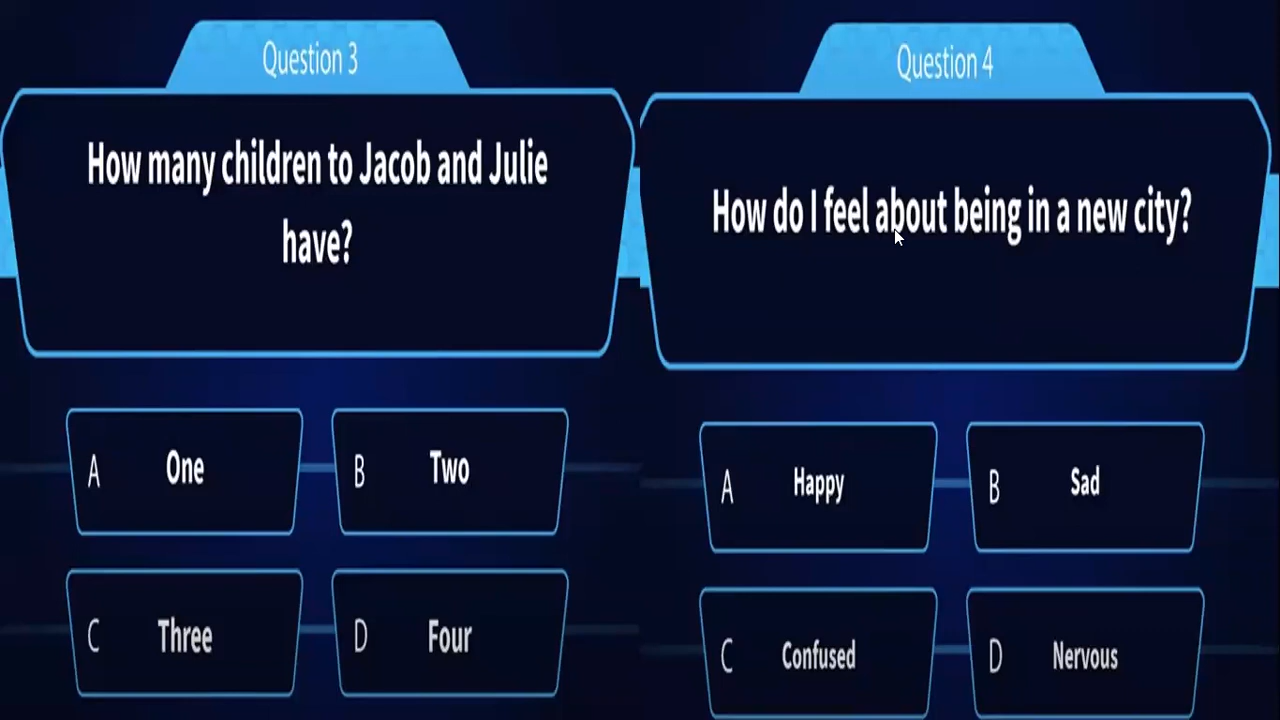 Question 3
How many children to Jacob and Julie
have?
A One
B Two
C Three
D Four
Question 4
How do I feel about being in a new city?
A Happy
B Sad
C Confused
D Nervous